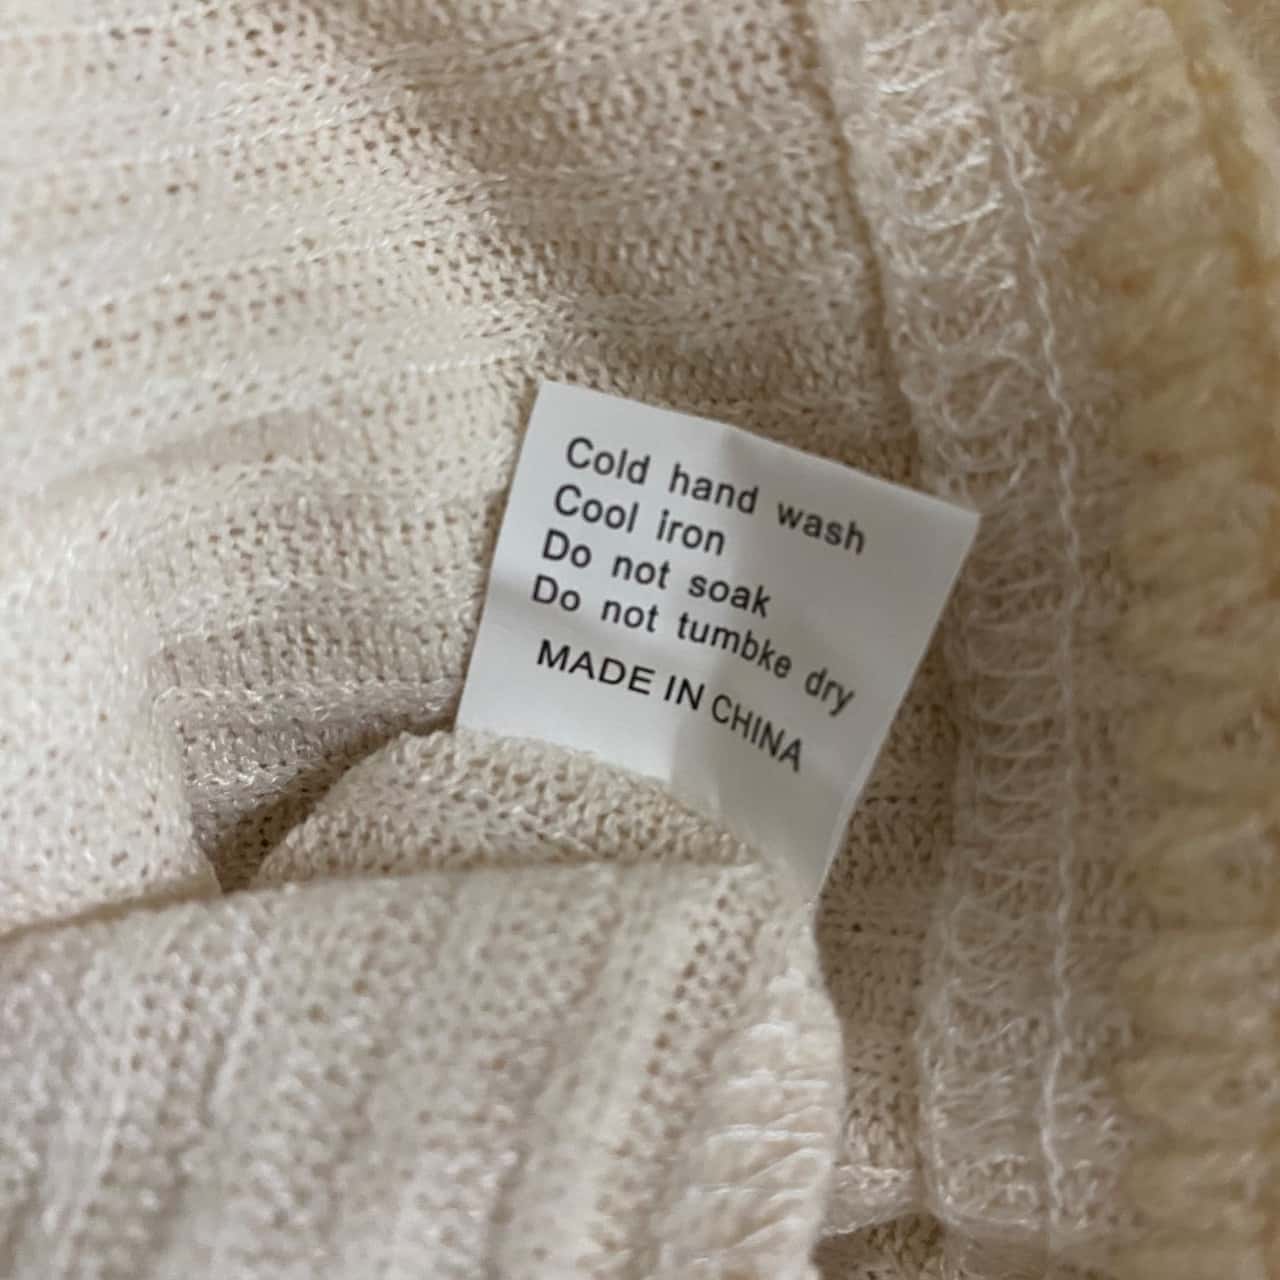 Cold hand wash
Cool iron
Do not soak
Do not tumbke dry
MADE IN CHINA